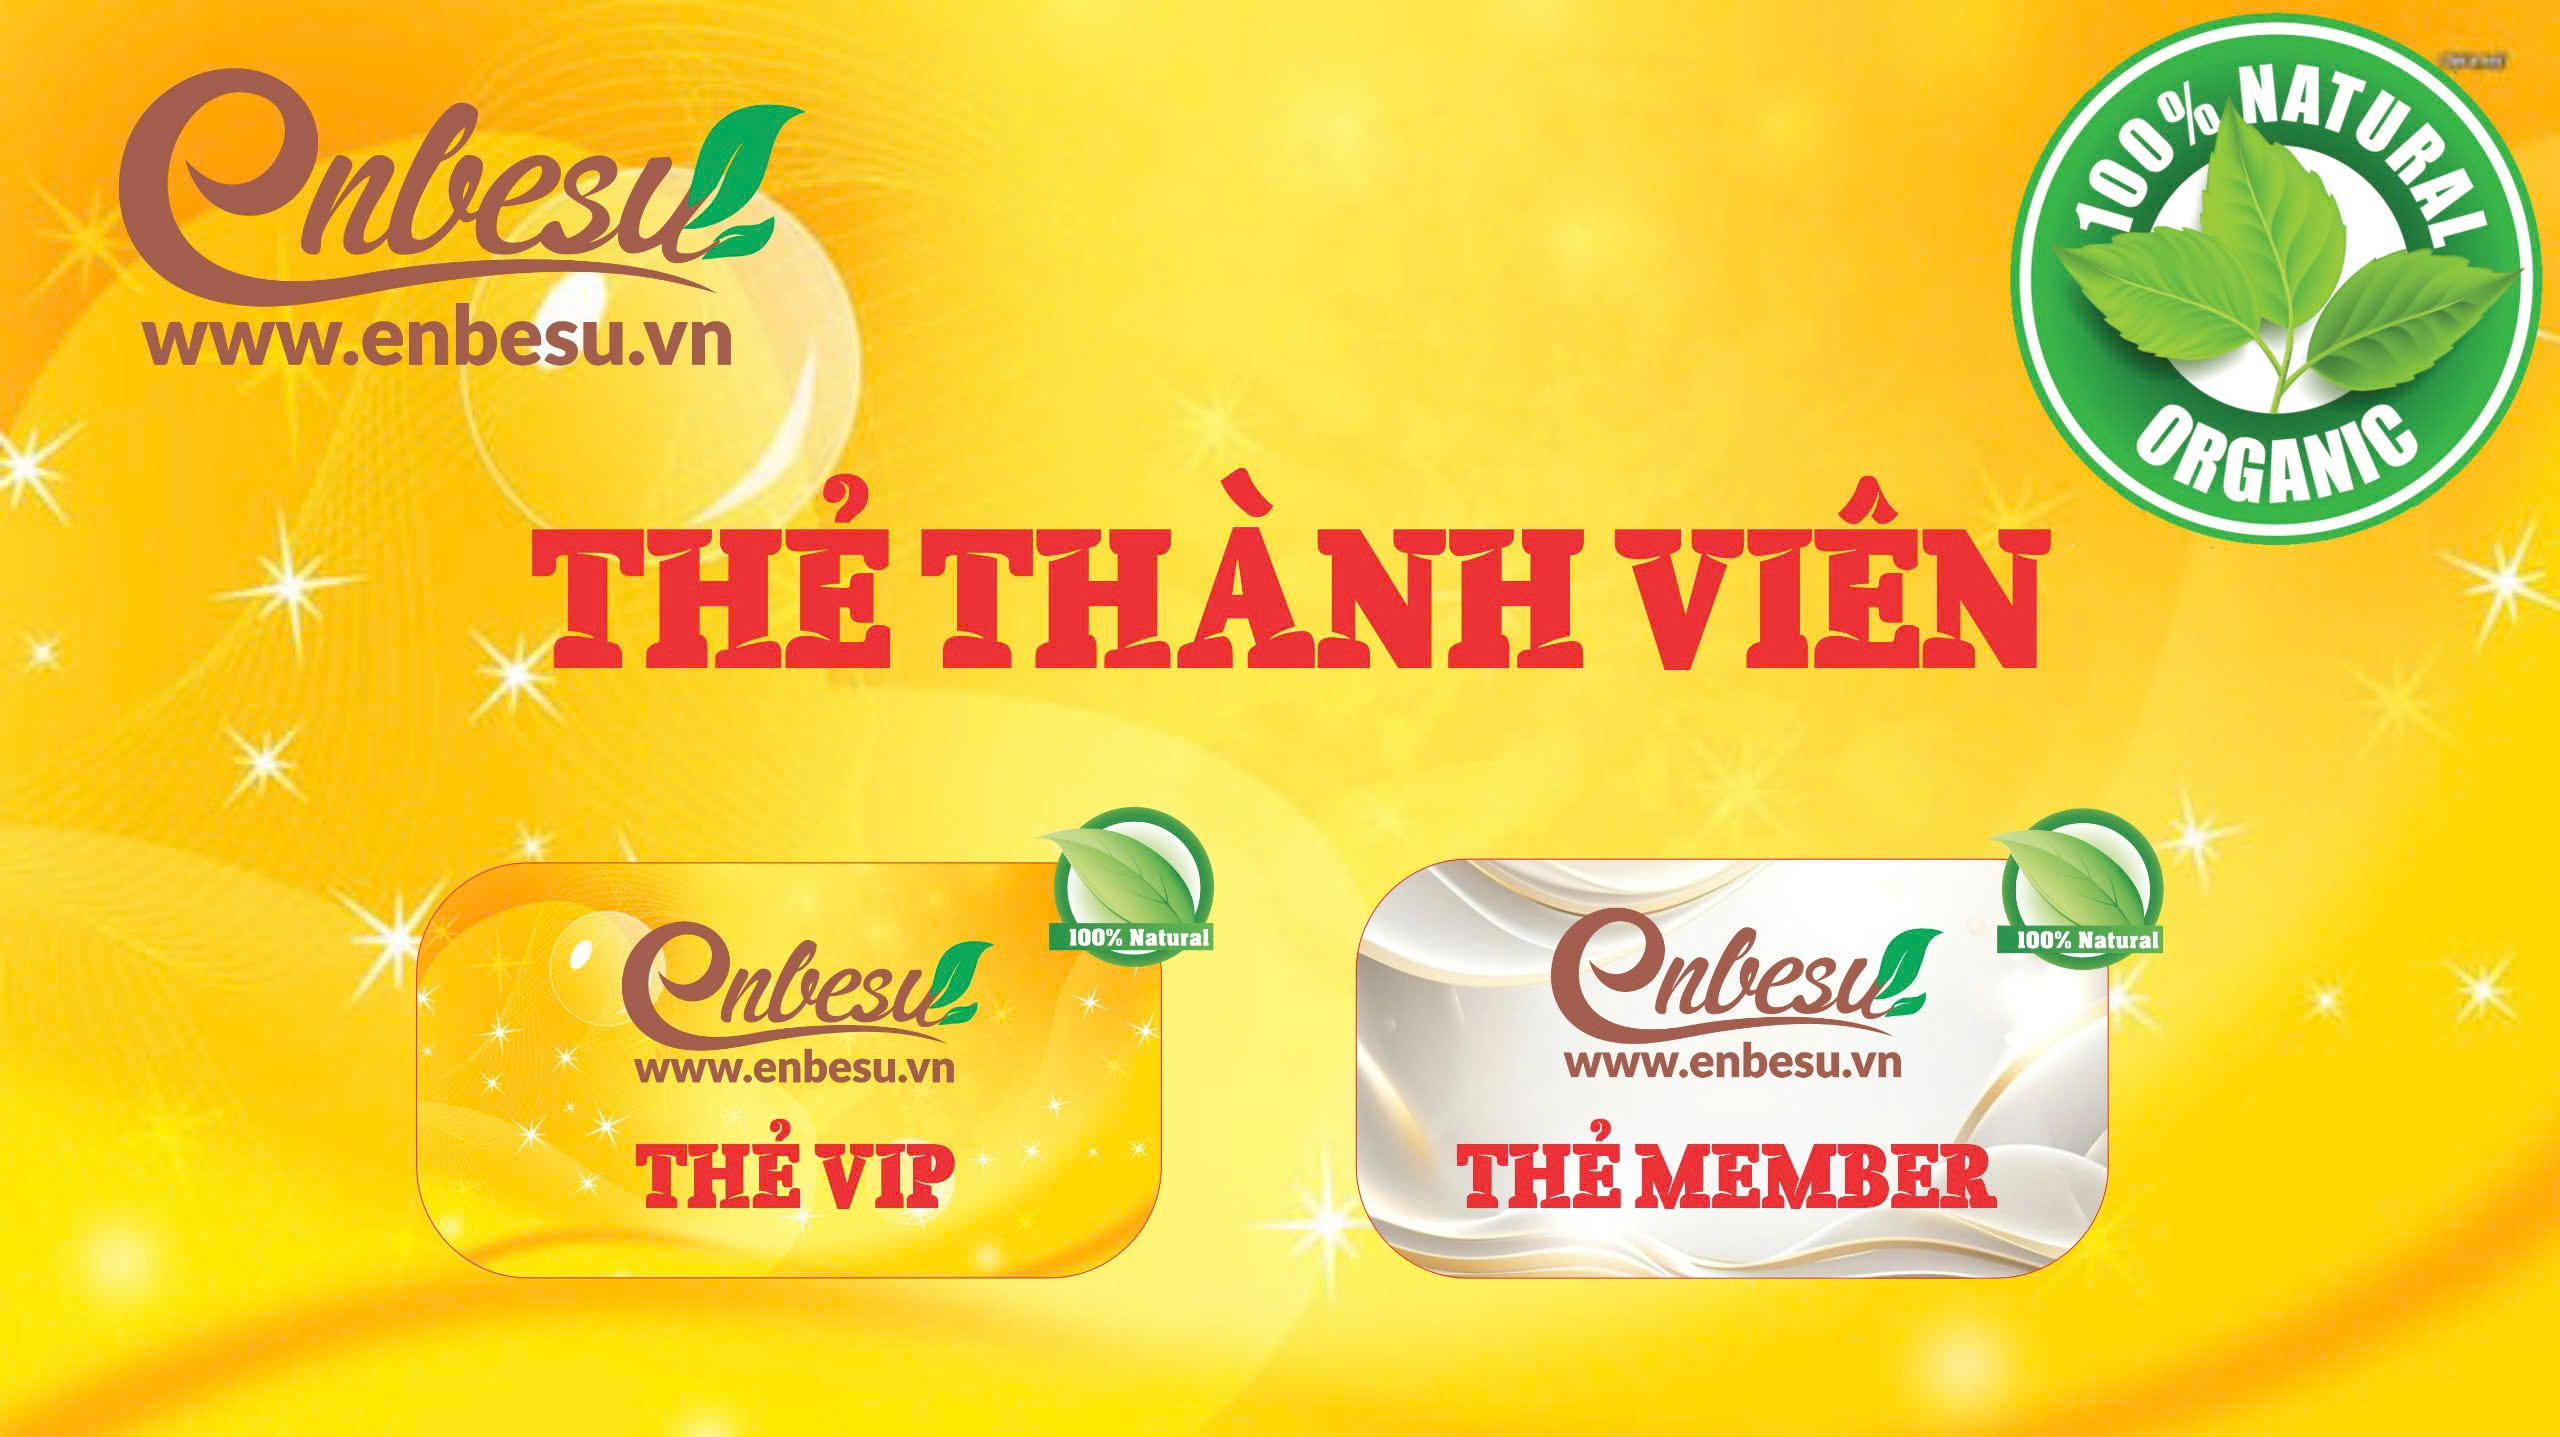 enbesu
www.enbesu.vn
100% NATURAL
ORGANIC
THẺ THÀNH VIÊN
100% Natural
enbesu
www.enbesu.vn
THẺ VIP
100% Natural
enbesu
www.enbesu.vn
THẺ MEMBER